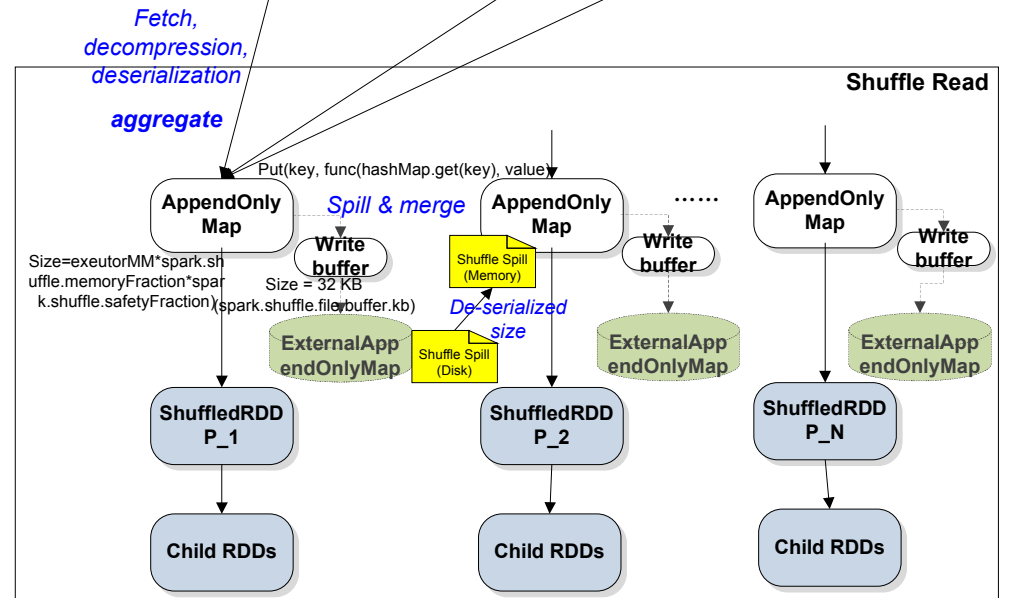 Fetch,
decompression,
deserialization
aggregate
Shuffle Read
Put(key, func(hashMap.get(key), value)
AppendOnly
Map
Spill & merge
AppendOnly
Map
......
AppendOnly
Map
Write
buffer
Write
buffer
Write
buffer
Size=exeutorMM*spark.sh
uffle.memoryFraction*spar
k.shuffle.safetyFraction)
Size = 32 KB
(spark.shuffle.file.buffer.kb)
Shuffle Spill
(Memory)
De-serialized
size
Shuffle Spill
(Disk)
ExternalApp
endOnlyMap
ExternalApp
endOnlyMap
ExternalApp
endOnlyMap
ShuffledRDD
P_1
ShuffledRDD
P_2
ShuffledRDD
P_N
Child RDDs
Child RDDs
Child RDDs